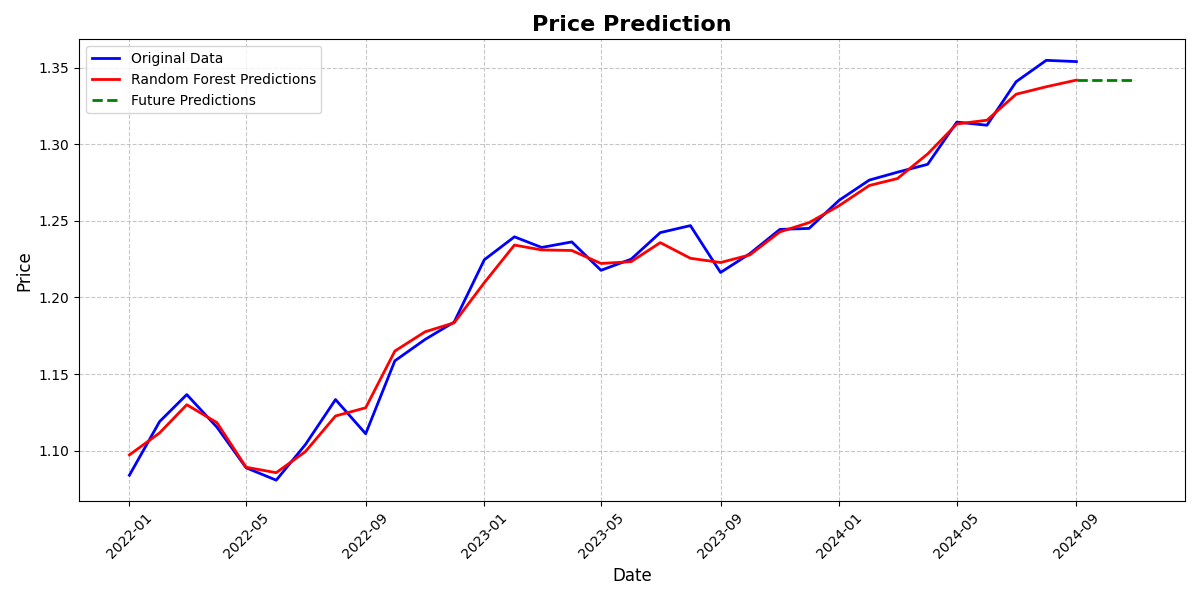 Price Prediction
Original Data
Random Forest Predictions
Future Predictions
Price
1.35
1.30
1.25
1.20
1.15
1.10
2022-01
2022-05
2022-09
2023-01
2023-05
2023-09
2024-01
2024-05
2024-09
Date